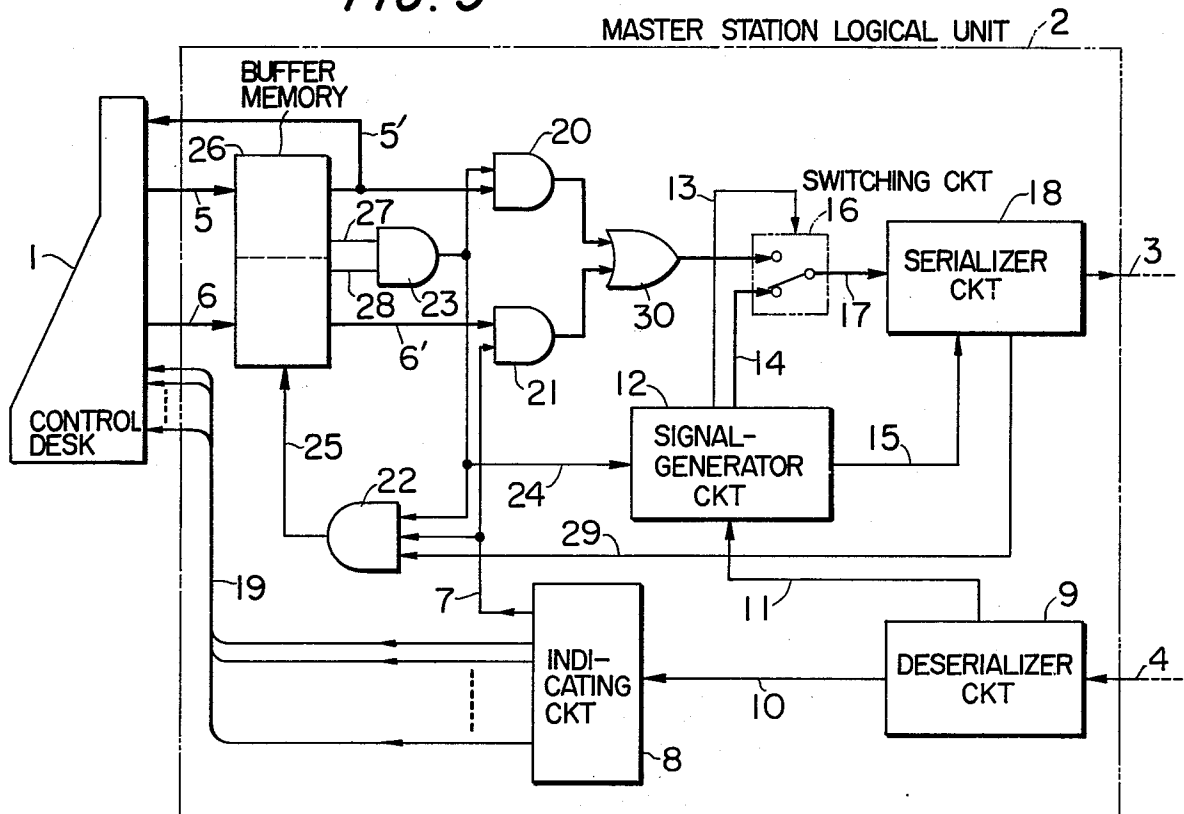 FIG. 5
MASTER STATION LOGICAL UNIT 2
BUFFER
MEMORY
26
5'
20
5
27
28
23
13
SWITCHING CKT
16
18
SERIALIZER
CKT
3
17
14
30
1
6
6'
21
CONTROL
DESK
25
22
24
12
SIGNAL-
GENERATOR
CKT
15
29
19
7
11
9
INDI-
CATING
CKT
8
10
DESERIALIZER
CKT
4